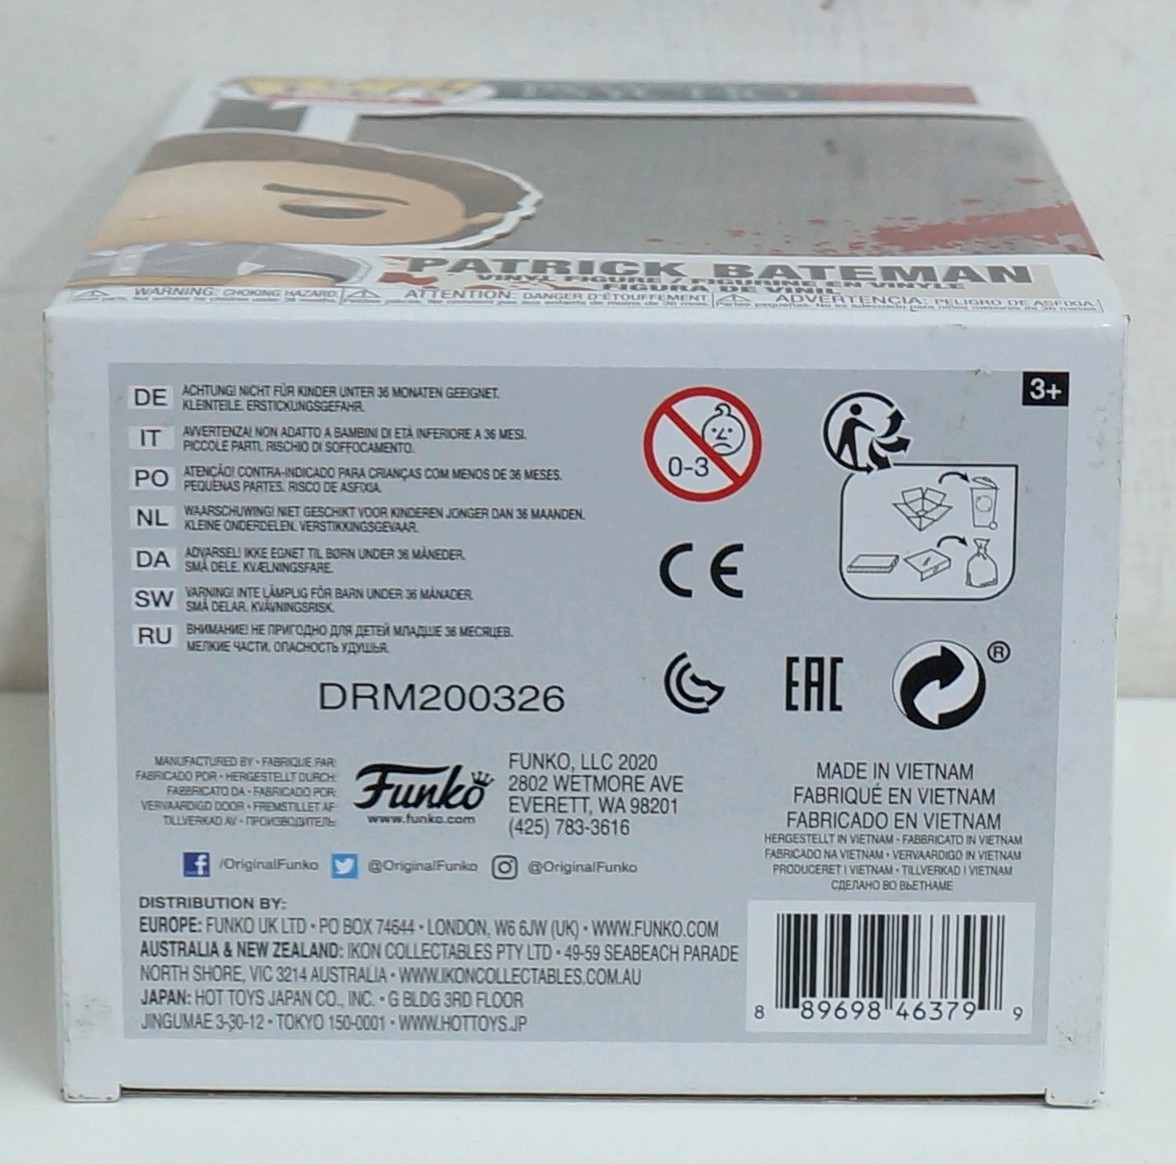 PATRICK BATEMAN
VINYL FIGURE / FIGURINE EN VINYLE
FIGURA DE VINIL
WARNING: CHOKING HAZARD.
ATTENTION: DANGER D'ÉTOUFFEMENT.
ADVERTENCIA: PELIGRO DE ASFIXIA.
3+
DE ACHTUNG! NICHT FÜR KINDER UNTER 36 MONATEN GEEIGNET.
KLEINTEILE. ERSTICKUNGSGEFAHR.
IT AVVERTENZA! NON ADATTO A BAMBINI DI ETÀ INFERIORE A 36 MESI.
PICCOLE PARTI. RISCHIO DI SOFFOCAMENTO.
PO ATENÇÃO! CONTRA-INDICADO PARA CRIANÇAS COM MENOS DE 36 MESES.
PEQUENAS PARTES. RISCO DE ASFIXIA.
NL WAARSCHUWING! NIET GESCHIKT VOOR KINDEREN JONGER DAN 36 MAANDEN.
KLEINE ONDERDELEN. VERSTIKKINGSGEVAAR.
DA ADVARSEL! IKKE EGNET TIL BØRN UNDER 36 MÅNEDER.
SMÅ DELE. KVÆLNINGSFARE.
SW VARNING! INTE LÄMPLIG FÖR BARN UNDER 36 MÅNADER.
SMÅ DELAR. KVÄVNINGSRISK.
RU ВНИМАНИЕ! НЕ ПРИГОДНО ДЛЯ ДЕТЕЙ МЛАДШЕ 36 МЕСЯЦЕВ.
МЕЛКИЕ ЧАСТИ. ОПАСНОСТЬ УДУШЬЯ.
0-3
CE
EAC
®
DRM200326
MANUFACTURED BY • FABRIQUÉ PAR:
FABRICADO POR • HERGESTELLT DURCH:
FABBRICATO DA • FABRICADO POR:
VERVAARDIGD DOOR • FREMSTILLET AF:
TILLVERKAD AV • ПРОИЗВОДИТЕЛЬ:
Funko
www.funko.com
FUNKO, LLC 2020
2802 WETMORE AVE
EVERETT, WA 98201
(425) 783-3616
/OriginalFunko @OriginalFunko @OriginalFunko
MADE IN VIETNAM
FABRIQUÉ EN VIETNAM
FABRICADO EN VIETNAM
HERGESTELLT IN VIETNAM • FABBRICATO IN VIETNAM
FABRICADO NA VIETNAM • VERVAARDIGD IN VIETNAM
PRODUCERET I VIETNAM • TILLVERKAD I VIETNAM
СДЕЛАНО ВО ВЬЕТНАМЕ
DISTRIBUTION BY:
EUROPE: FUNKO UK LTD • PO BOX 74644 • LONDON, W6 6JW (UK) • WWW.FUNKO.COM
AUSTRALIA & NEW ZEALAND: IKON COLLECTABLES PTY LTD • 49-59 SEABEACH PARADE
NORTH SHORE, VIC 3214 AUSTRALIA • WWW.IKONCOLLECTABLES.COM.AU
JAPAN: HOT TOYS JAPAN CO., INC. • G BLDG 3RD FLOOR
JINGUMAE 3-30-12 • TOKYO 150-0001 • WWW.HOTTOYS.JP
8 89698 46379 9